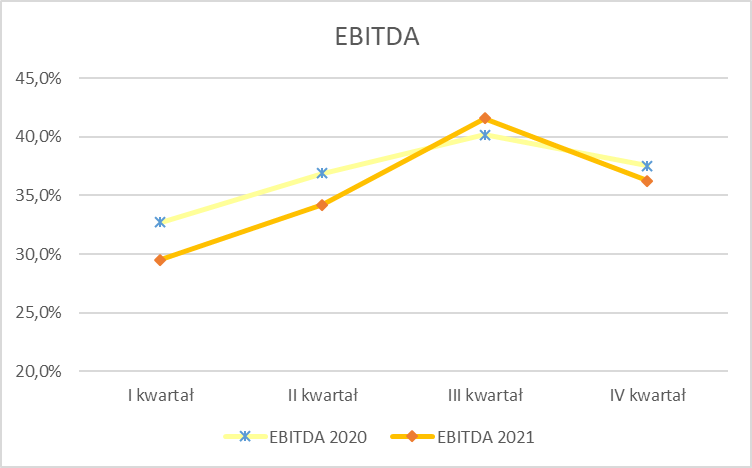 EBITDA
45,0%
40,0%
35,0%
30,0%
25,0%
20,0%
I kwartał II kwartał III kwartał IV kwartał
EBITDA 2020 EBITDA 2021